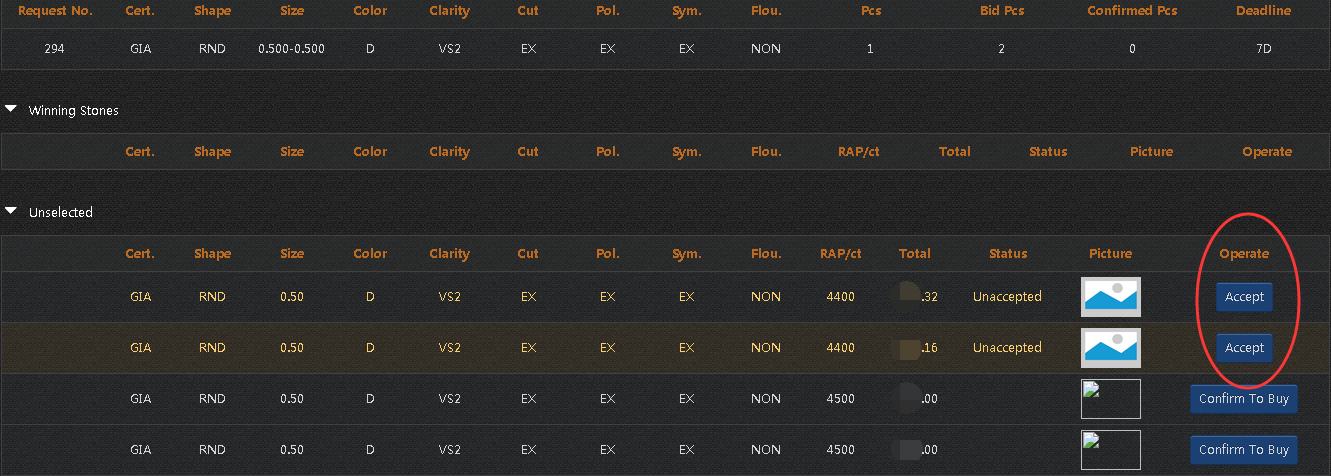 Request No. Cert. Shape Size Color Clarity Cut Pol. Sym. Flou. Pcs Bid Pcs Confirmed Pcs Deadline
294 GIA RND 0.500-0.500 D VS2 EX EX EX NON 1 2 0 7D
Winning Stones
Cert. Shape Size Color Clarity Cut Pol. Sym. Flou. RAP/ct Total Status Picture Operate
Unselected
Cert. Shape Size Color Clarity Cut Pol. Sym. Flou. RAP/ct Total Status Picture Operate
GIA RND 0.50 D VS2 EX EX EX NON 4400 .32 Unaccepted Accept
GIA RND 0.50 D VS2 EX EX EX NON 4400 .16 Unaccepted Accept
GIA RND 0.50 D VS2 EX EX EX NON 4500 .00 Confirm To Buy
GIA RND 0.50 D VS2 EX EX EX NON 4500 .00 Confirm To Buy